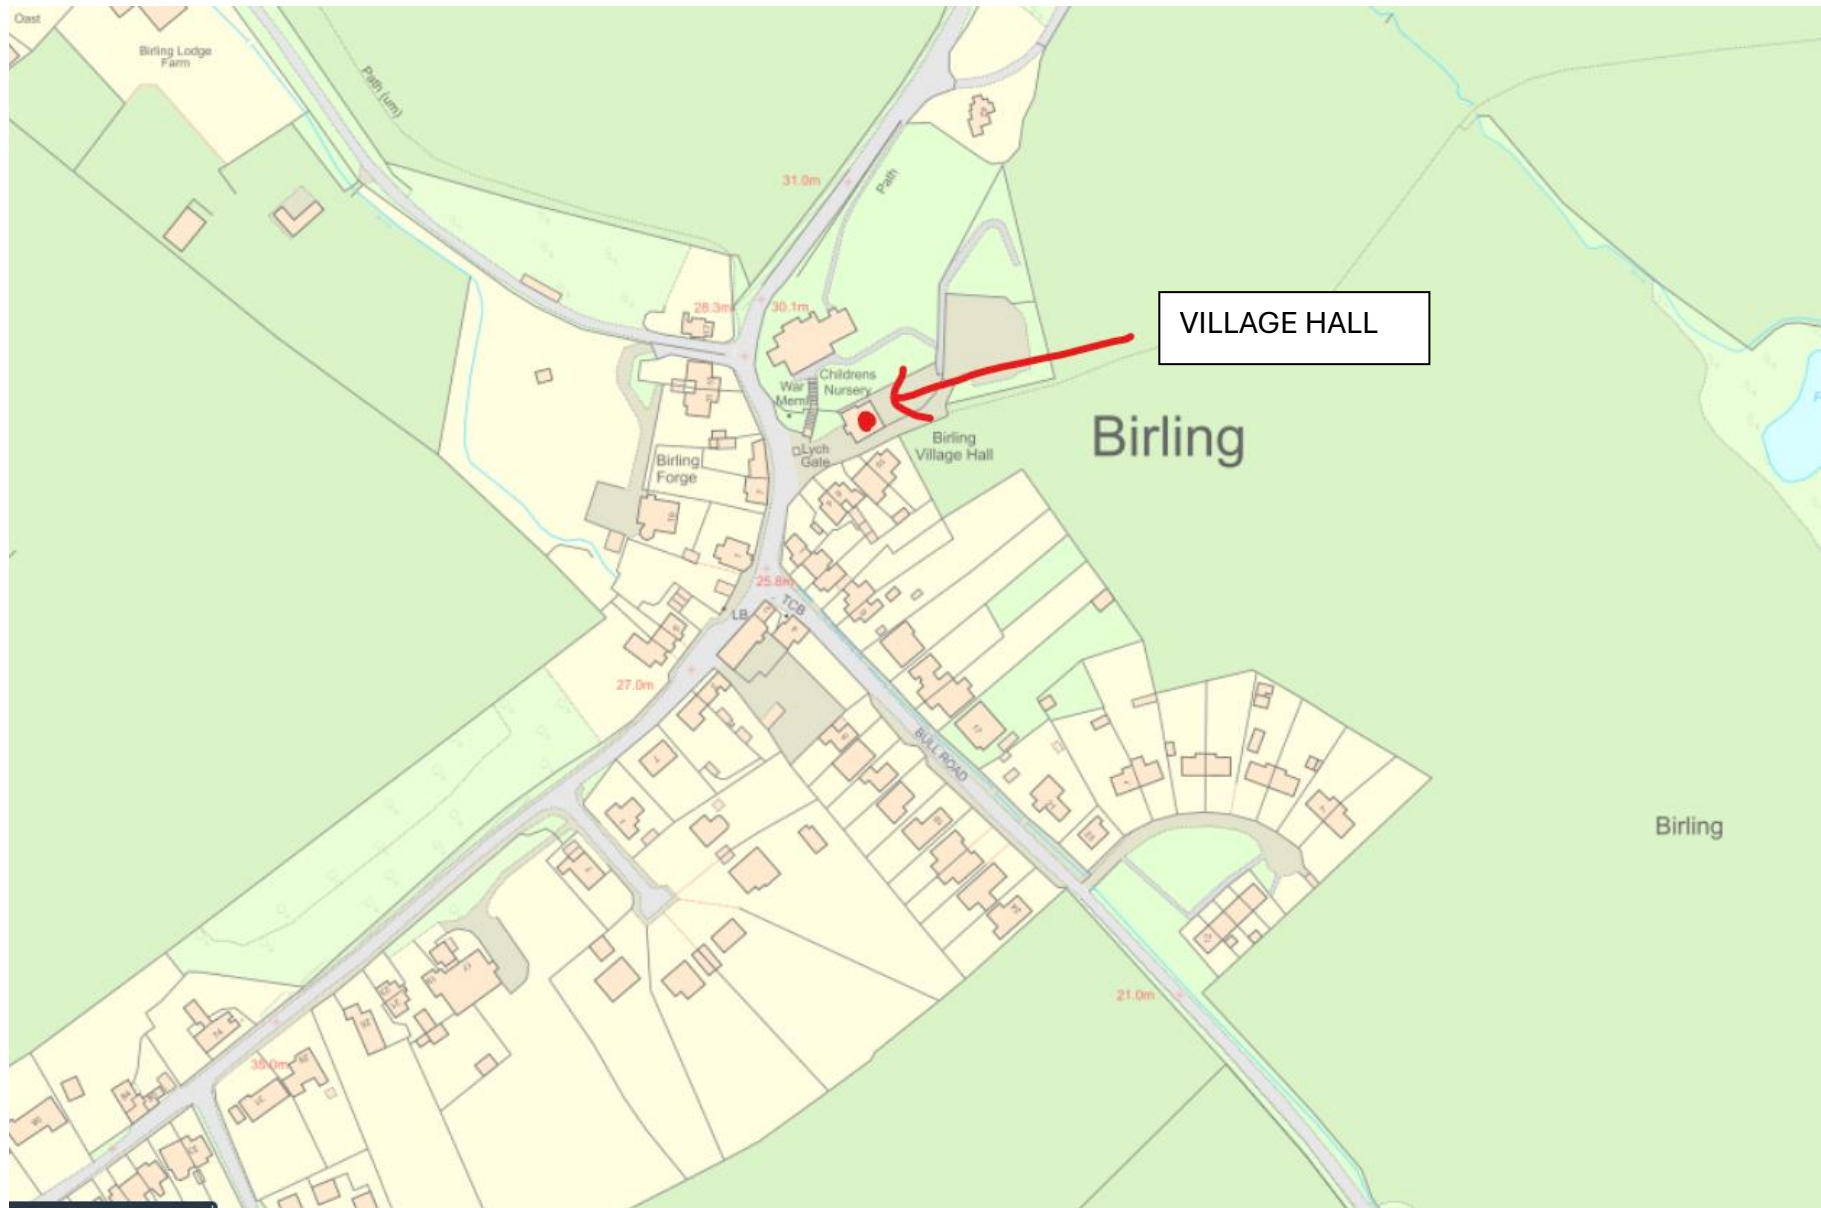 Oast
Birling Lodge
Farm
Path (um)
31.0m
Path
28.3m
30.1m
VILLAGE HALL
Childrens
Nursery
War
Meml
Birling
Birling
Village Hall
Lych
Gate
Birling
Forge
25.8m
TCB
LB
27.0m
BULL ROAD
17
Birling
21.0m
35.0m